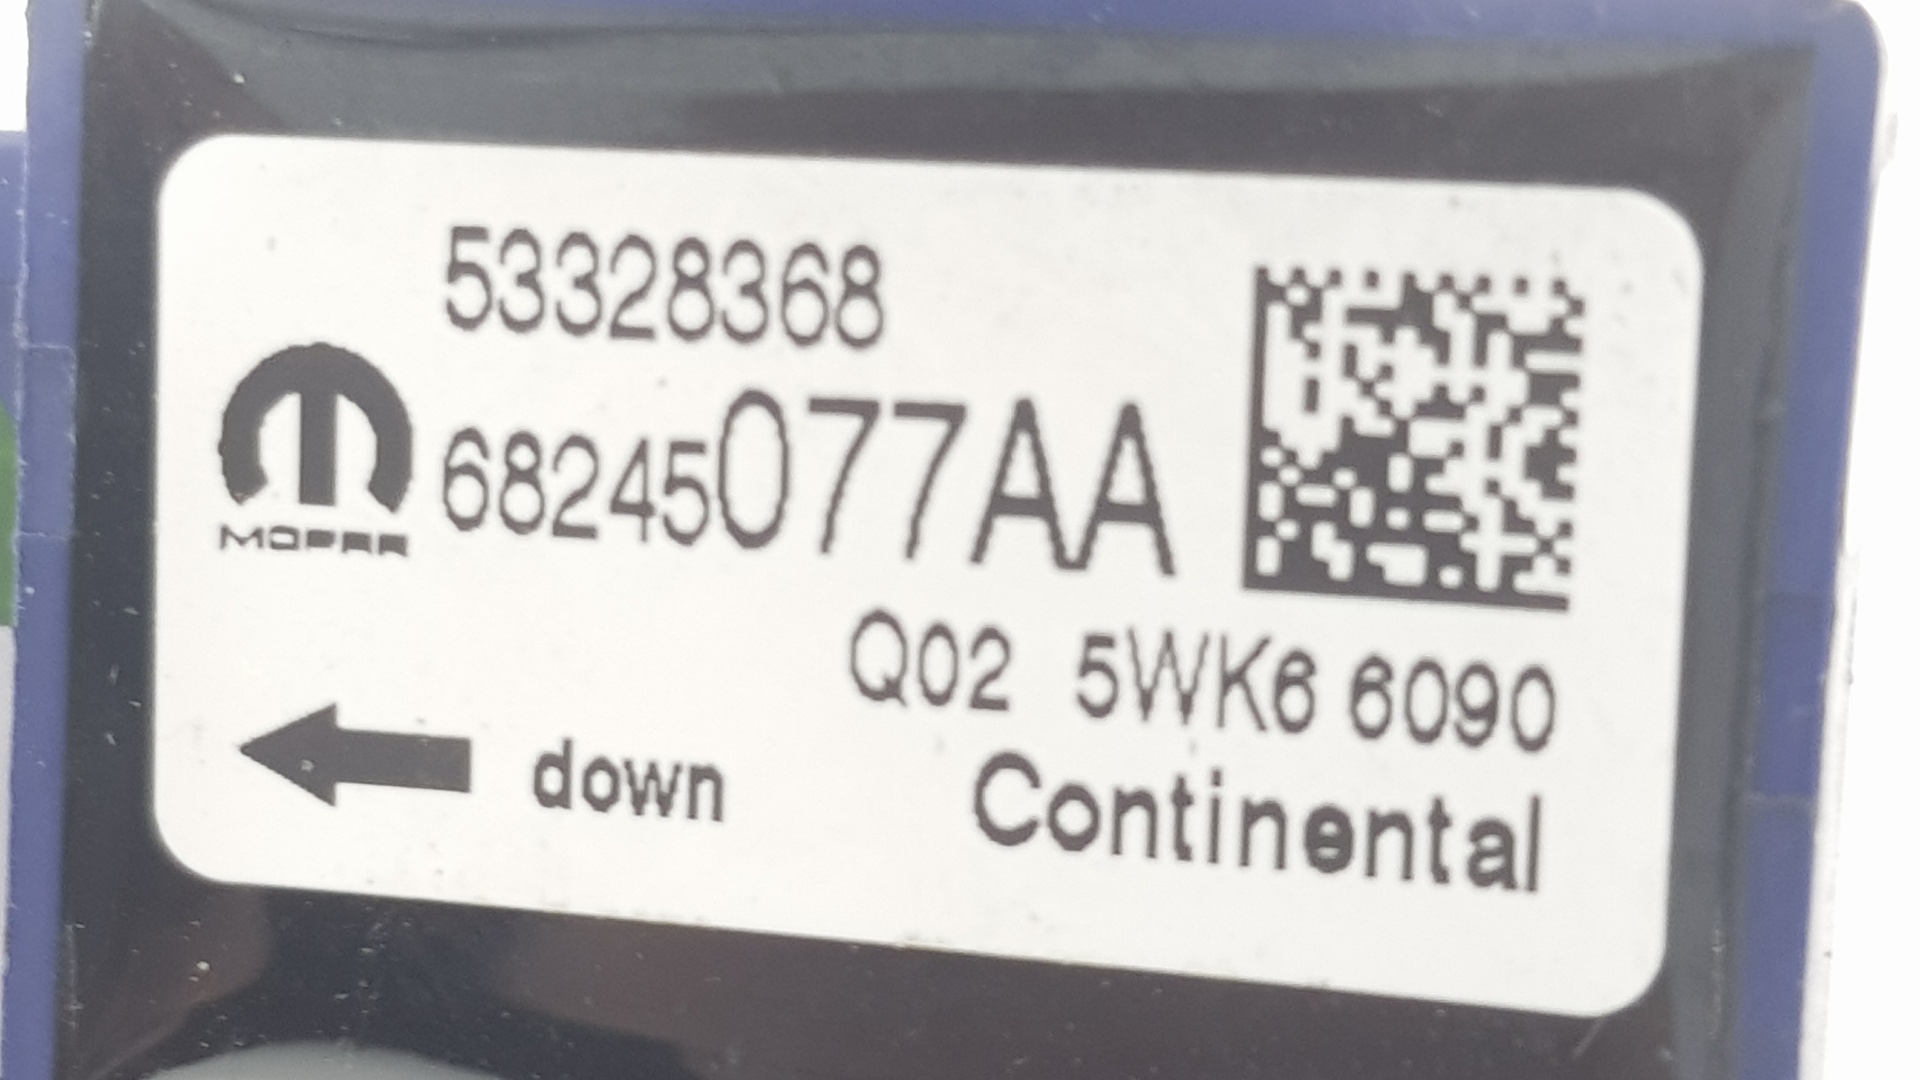 53328368
MOPAR
68245077AA
Q02 5WK6 6090
down
Continental